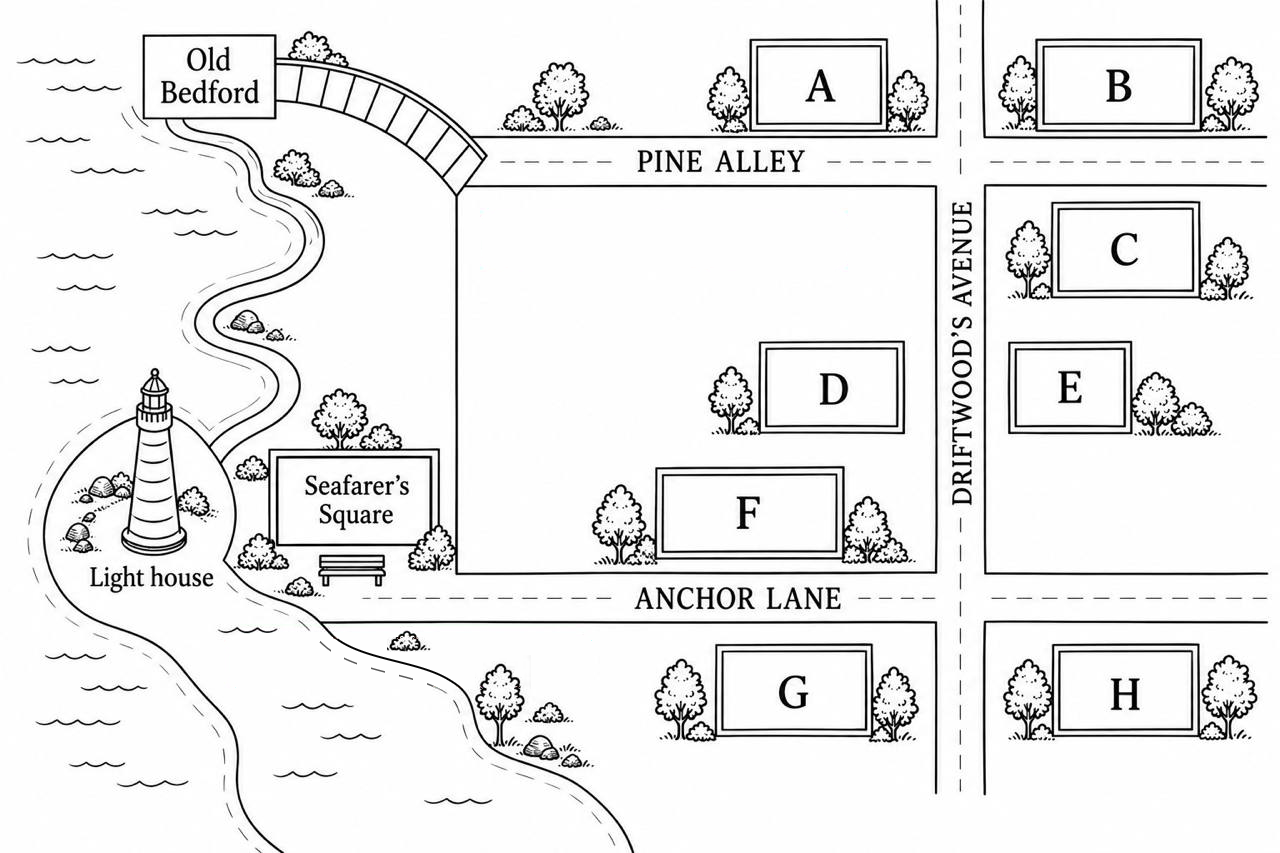 Old
Bedford
A
B
PINE ALLEY
C
DRIFTWOOD'S AVENUE
D
E
Seafarer's
Square
F
Light house
ANCHOR LANE
G
H